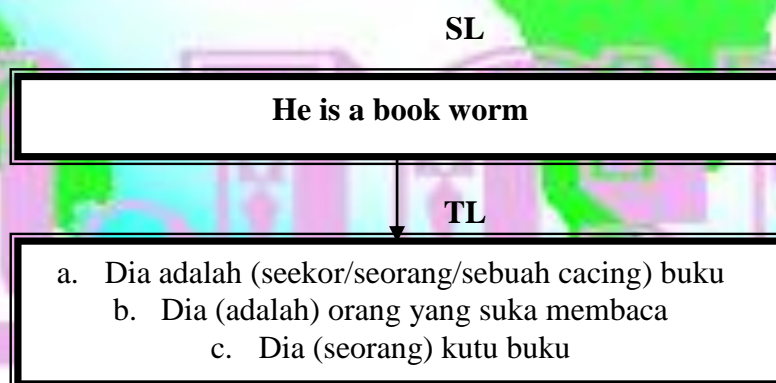 SL
He is a book worm
TL
a. Dia adalah (seekor/seorang/sebuah cacing) buku
b. Dia (adalah) orang yang suka membaca
c. Dia (seorang) kutu buku